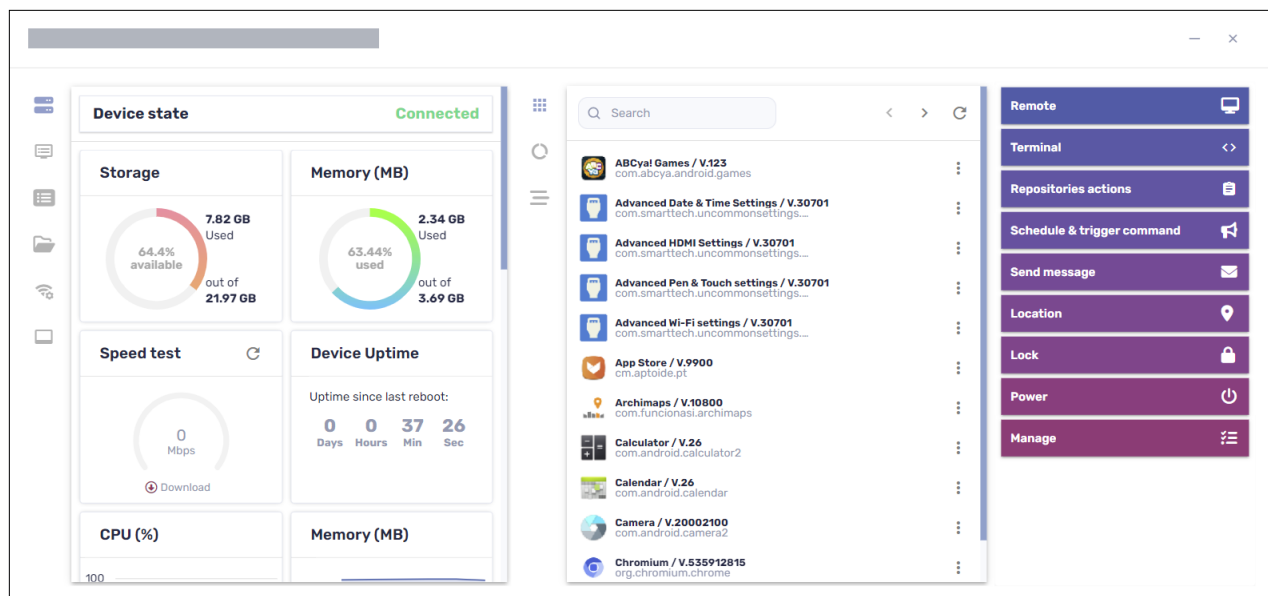 Device state Connected
Storage
7.82 GB
Used
64.4%
available
out of
21.97 GB
Memory (MB)
2.34 GB
Used
63.44%
used
out of
3.69 GB
Speed test
0
Mbps
Download
Device Uptime
Uptime since last reboot:
0 0 37 26
Days Hours Min Sec
CPU (%)
100
Memory (MB)
Search
ABCya! Games / V.123
com.abcya.android.games
Advanced Date & Time Settings / V.30701
com.smarttech.uncommonsettings....
Advanced HDMI Settings / V.30701
com.smarttech.uncommonsettings....
Advanced Pen & Touch settings / V.30701
com.smarttech.uncommonsettings....
Advanced Wi-Fi settings / V.30701
com.smarttech.uncommonsettings....
App Store / V.9900
cm.aptoide.pt
Archimaps / V.10800
com.funcionasi.archimaps
Calculator / V.26
com.android.calculator2
Calendar / V.26
com.android.calendar
Camera / V.20002100
com.android.camera2
Chromium / V.535912815
org.chromium.chrome
Remote
Terminal
Repositories actions
Schedule & trigger command
Send message
Location
Lock
Power
Manage